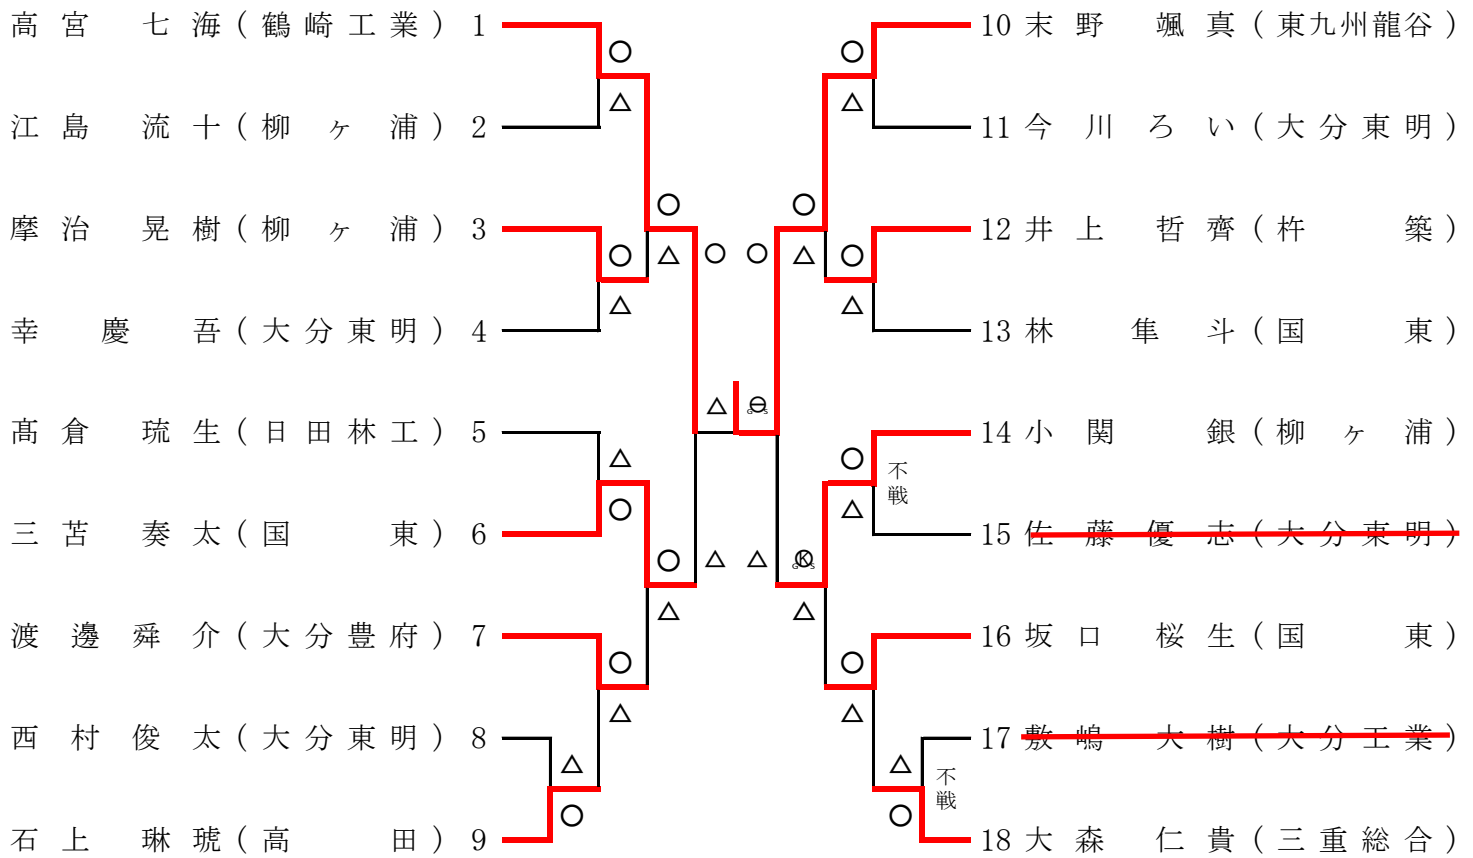 高宮 七海(鶴崎工業) 1
江島 流十(柳ヶ浦) 2
摩治 晃樹(柳ヶ浦) 3
幸 慶吾(大分東明) 4
髙倉 琉生(日田林工) 5
三苫 奏太(国東) 6
渡邊舜介(大分豊府) 7
西村俊太(大分東明) 8
石上 琳琥(高田) 9
10 末野 颯真(東九州龍谷)
11 今川ろい(大分東明)
12 井上 哲齊(杵築)
13 林 隼斗(国東)
14 小関 銀(柳ヶ浦)
不戦
15 佐藤優志(大分東明)
16 坂口 桜生(国東)
17 敷嶋 大樹(大分工業)
不戦
18 大森 仁貴(三重総合)
G S
G K S